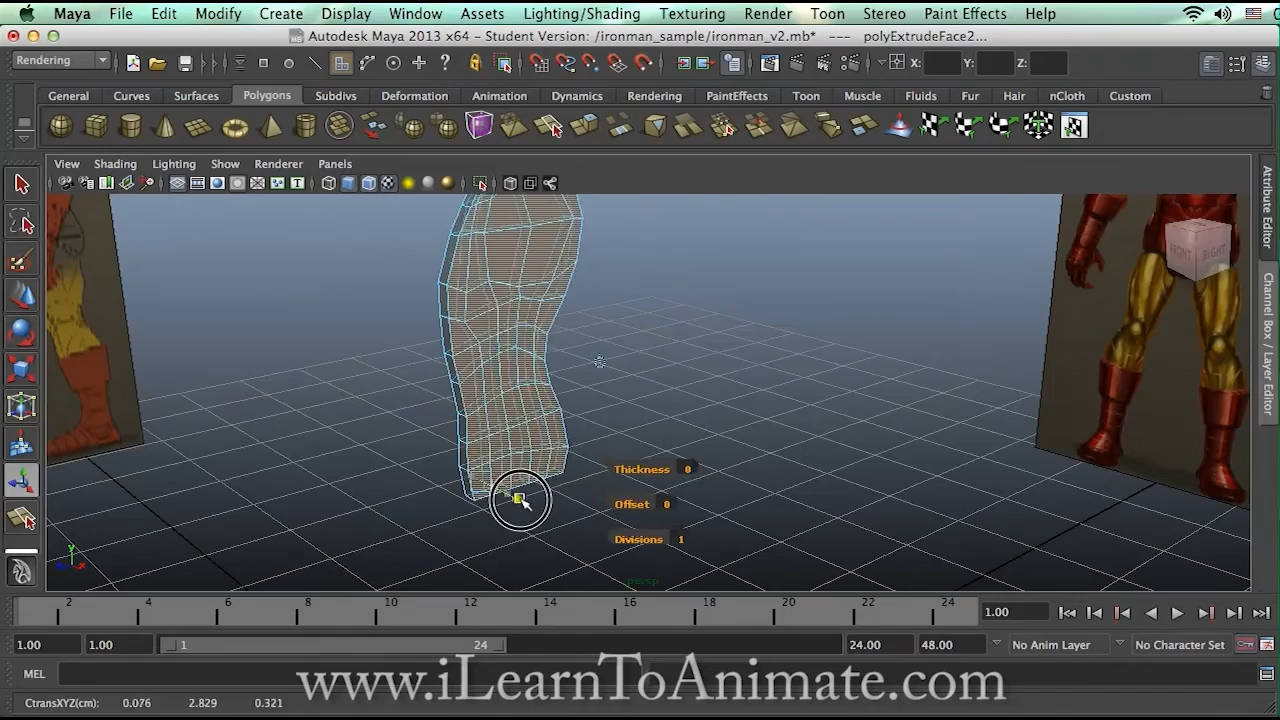 Maya File Edit Modify Create Display Window Assets Lighting/Shading Texturing Render Toon Stereo Paint Effects Help
Autodesk Maya 2013 x64 - Student Version: /ironman_sample/ironman_v2.mb* --- polyExtrudeFace2...
Rendering X: Y: Z:
General Curves Surfaces Polygons Subdivs Deformation Animation Dynamics Rendering PaintEffects Toon Muscle Fluids Fur Hair nCloth Custom
View Shading Lighting Show Renderer Panels
Attribute Editor
Channel Box / Layer Editor
FRONT RIGHT
Thickness 0
Offset 0
Divisions 1
persp
y
2 4 6 8 10 12 14 16 18 20 22 24 1.00
1.00 1.00 1 24 24.00 48.00 No Anim Layer No Character Set
MEL
www.iLearnToAnimate.com
CtransXYZ(cm): 0.076 2.829 0.321